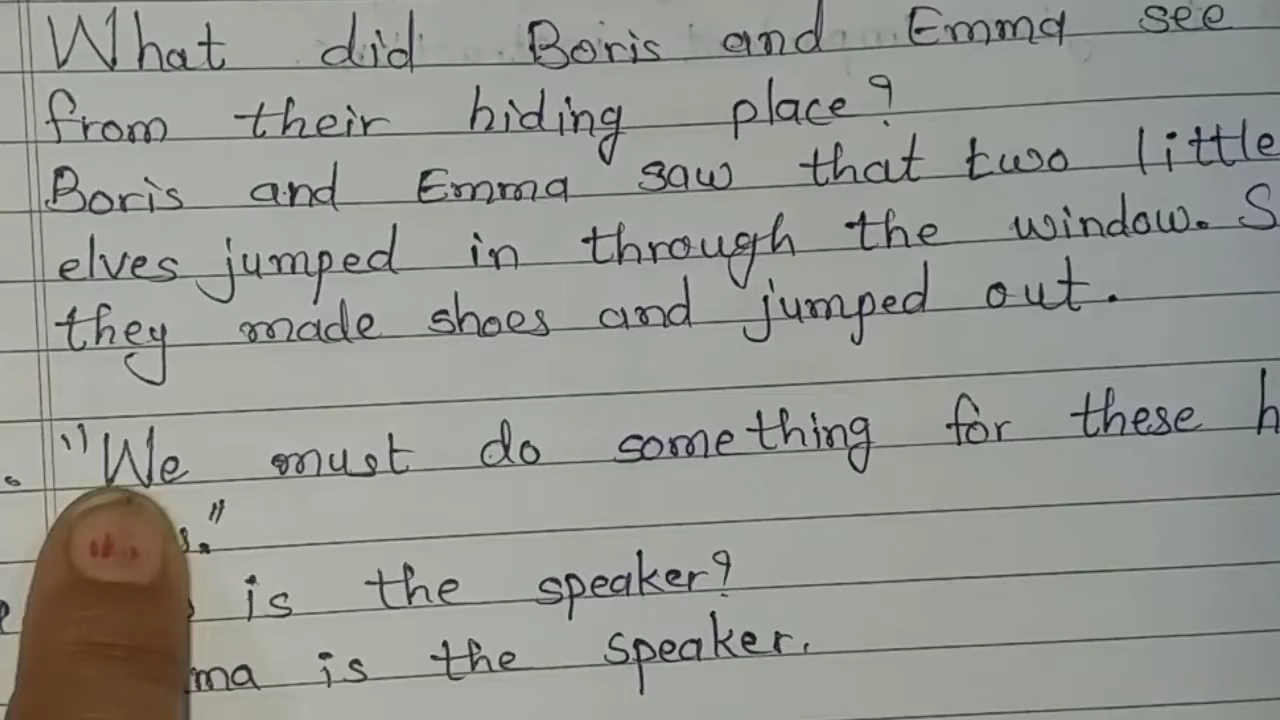 What did Boris and Emma see
from their hiding place?
Boris and Emma saw that two little
elves jumped in through the window. S
they made shoes and jumped out.
. "We must do something for these h
s."
is the speaker?
ma is the speaker.